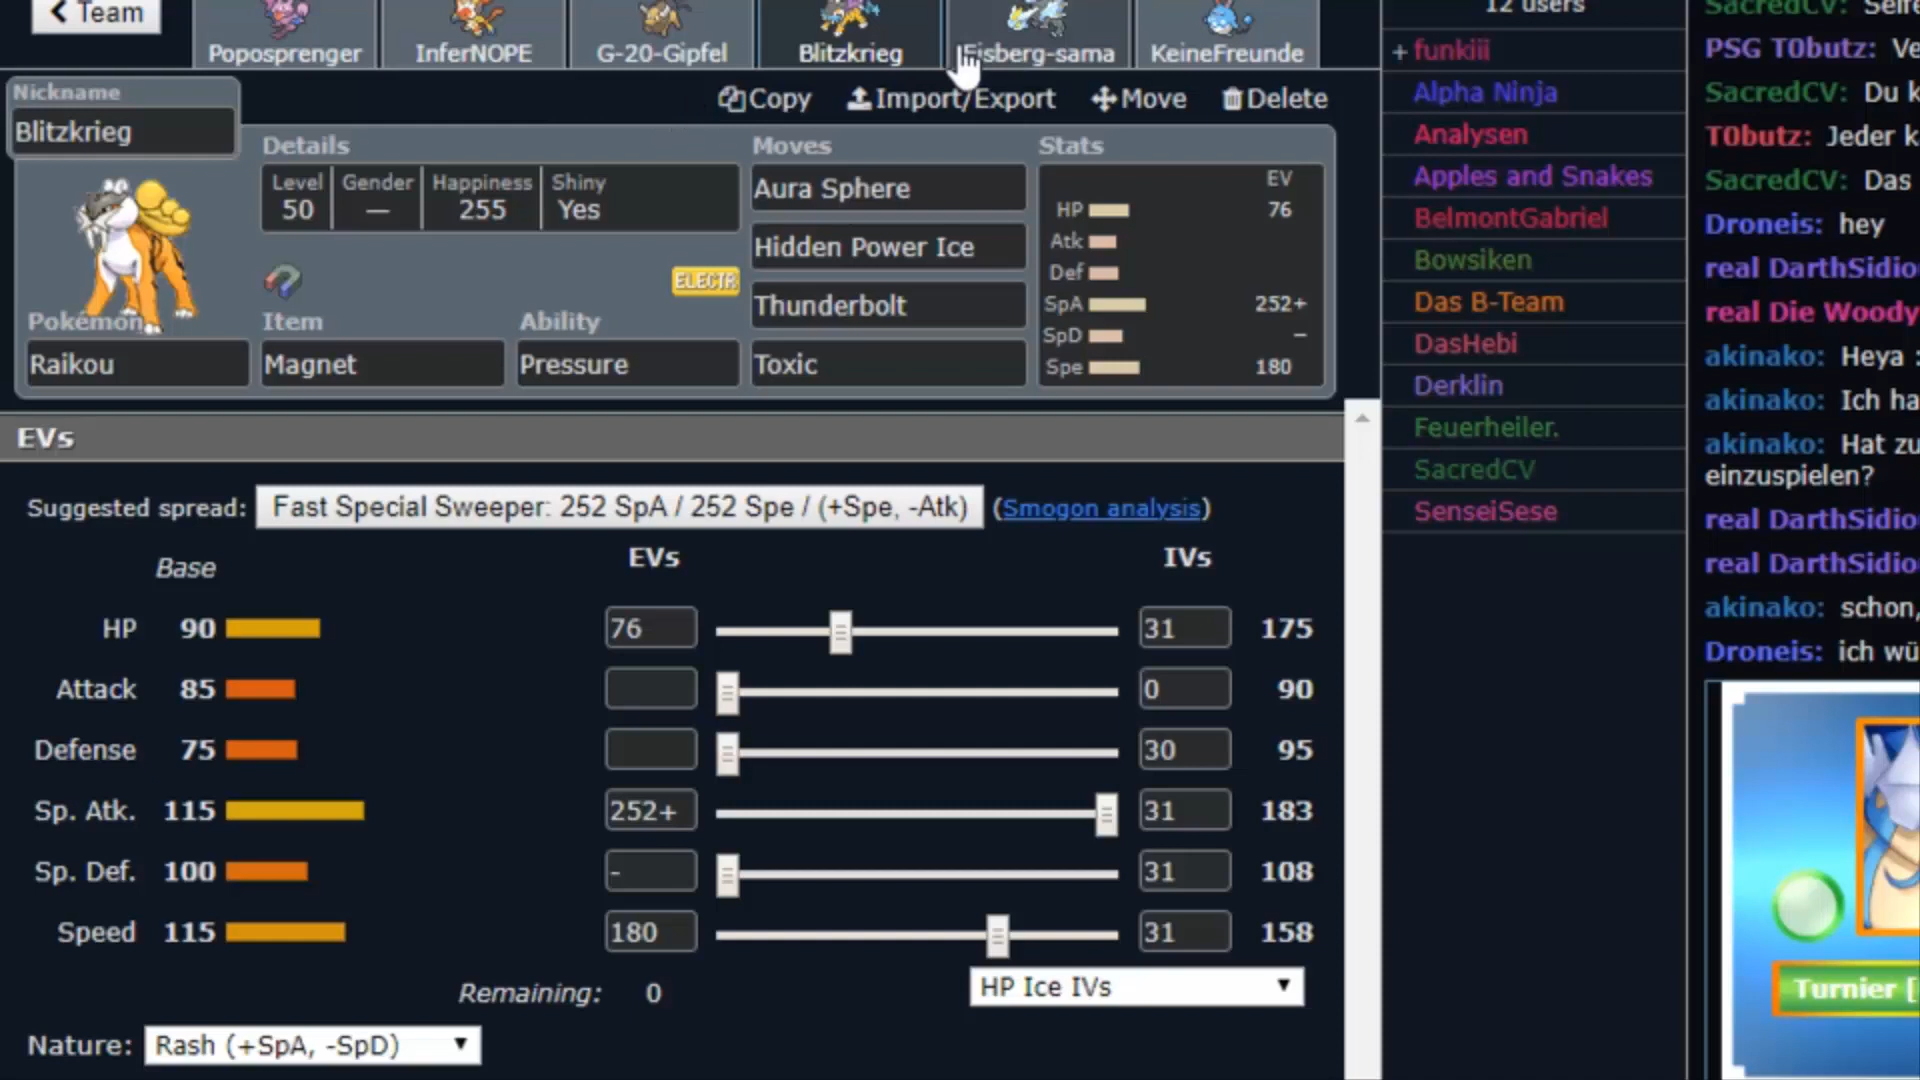 Team
Poposprenger
InferNOPE
G-20-Gipfel
Blitzkrieg
Eisberg-sama
KeineFreunde
Nickname
Blitzkrieg
Copy
Import/Export
Move
Delete
Details
Level
50
Gender
—
Happiness
255
Shiny
Yes
ELECTR
Pokémon
Raikou
Item
Magnet
Ability
Pressure
Moves
Aura Sphere
Hidden Power Ice
Thunderbolt
Toxic
Stats
EV
HP 76
Atk
Def
SpA 252+
SpD –
Spe 180
EVs
Suggested spread: Fast Special Sweeper: 252 SpA / 252 Spe / (+Spe, -Atk) (Smogon analysis)
Base EVs IVs
HP 90 76 31 175
Attack 85 0 90
Defense 75 30 95
Sp. Atk. 115 252+ 31 183
Sp. Def. 100 - 31 108
Speed 115 180 31 158
Remaining: 0
HP Ice IVs
Nature: Rash (+SpA, -SpD)
12 users
+ funkiii
Alpha Ninja
Analysen
Apples and Snakes
BelmontGabriel
Bowsiken
Das B-Team
DasHebi
Derklin
Feuerheiler.
SacredCV
SenseiSese
SacredCV:
PSG T0butz: Ve
SacredCV: Du k
T0butz: Jeder k
SacredCV: Das
Droneis: hey
real DarthSidio
real Die Woody
akinako: Heya :
akinako: Ich ha
akinako: Hat zu
einzuspielen?
real DarthSidio
real DarthSidio
akinako: schon,
Droneis: ich wü
Turnier [